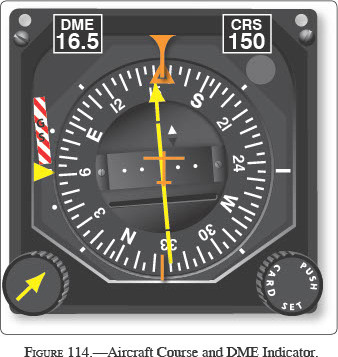 DME
16.5
CRS
150
12
S
21
24
W
30
33
N
3
6
E
GS
PUSH
CARD
SET
FIGURE 114.—Aircraft Course and DME Indicator.